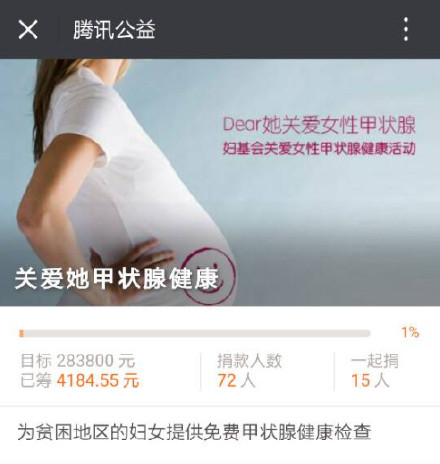 腾讯公益
Dear她关爱女性甲状腺
妇基会关爱女性甲状腺健康活动
关爱她甲状腺健康
1%
目标 283800 元 捐款人数 一起捐
已筹 4184.55 元 72 人 15 人
为贫困地区的妇女提供免费甲状腺健康检查